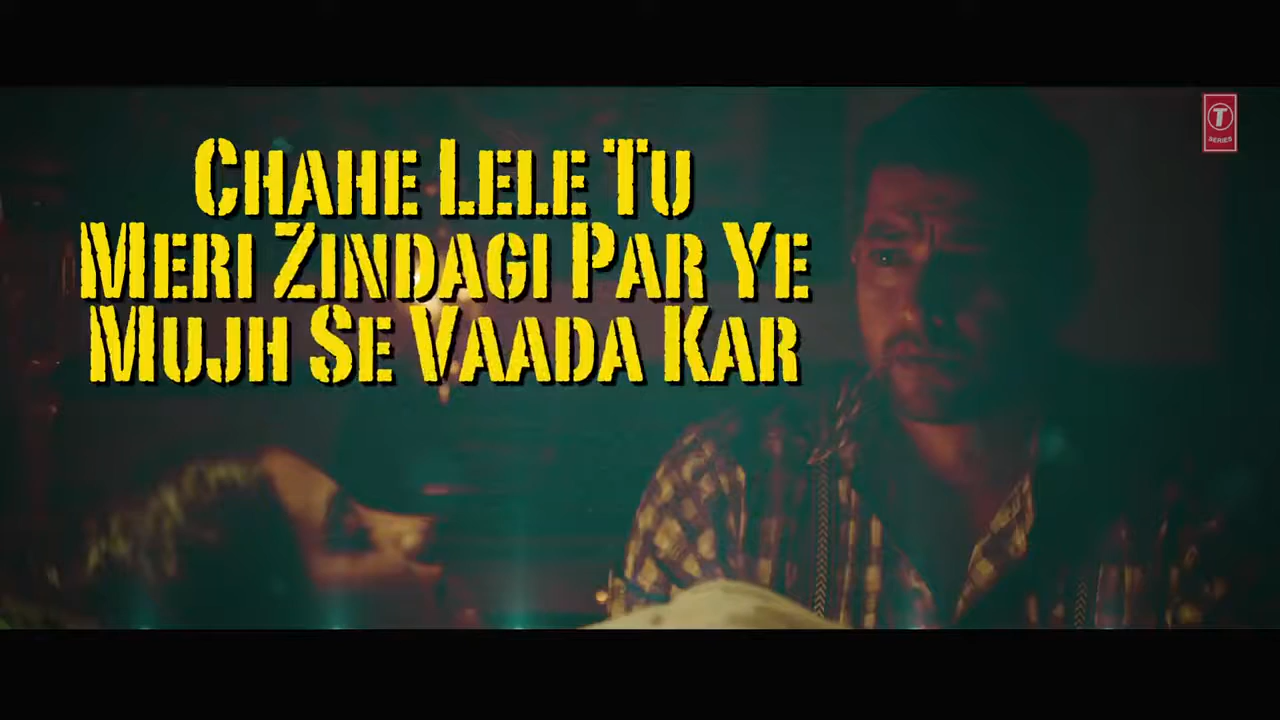 CHAHE LELE TU
MERI ZINDAGI PAR YE
MUJH SE VAADA KAR
T
SERIES